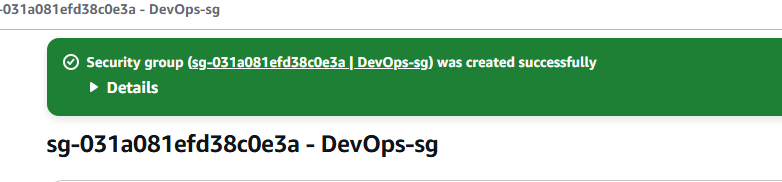 -031a081efd38c0e3a - DevOps-sg
Security group (sg-031a081efd38c0e3a | DevOps-sg) was created successfully
Details
sg-031a081efd38c0e3a - DevOps-sg